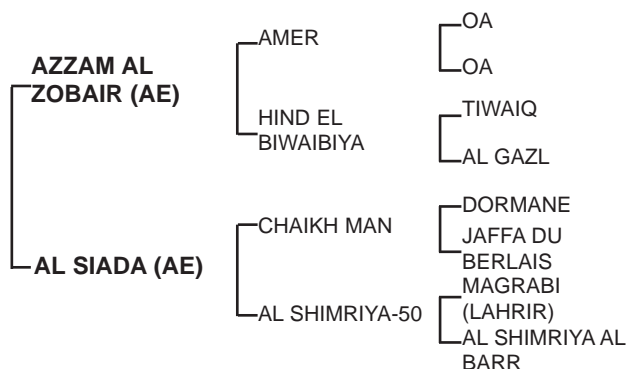 AZZAM AL
ZOBAIR (AE)
AMER
OA
OA
HIND EL
BIWAIBIYA
TIWAIQ
AL GAZL
AL SIADA (AE)
CHAIKH MAN
DORMANE
JAFFA DU
BERLAIS
AL SHIMRIYA-50
MAGRABI
(LAHRIR)
AL SHIMRIYA AL
BARR